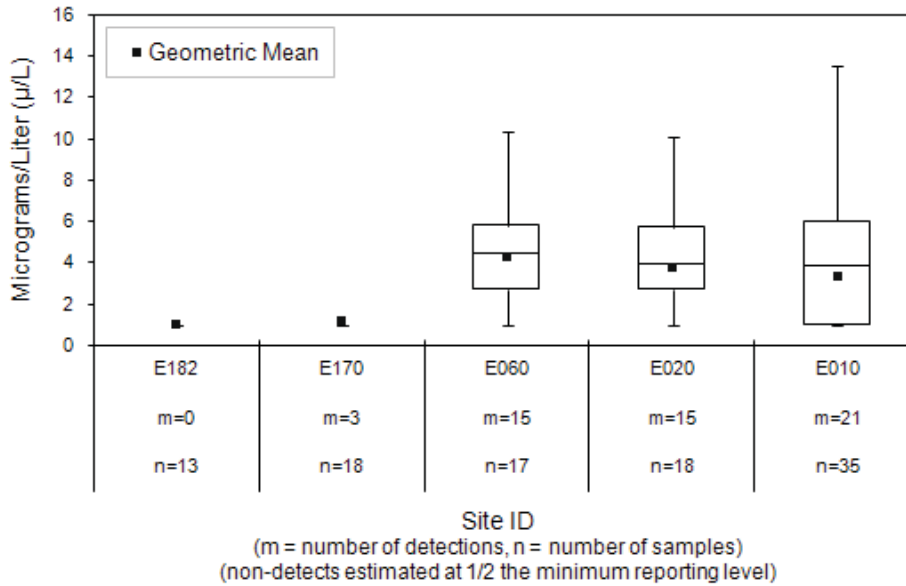 16
Geometric Mean
14
12
10
8
6
4
2
0
Micrograms/Liter (µ/L)
E182 E170 E060 E020 E010
m=0 m=3 m=15 m=15 m=21
n=13 n=18 n=17 n=18 n=35
Site ID
(m = number of detections, n = number of samples)
(non-detects estimated at 1/2 the minimum reporting level)